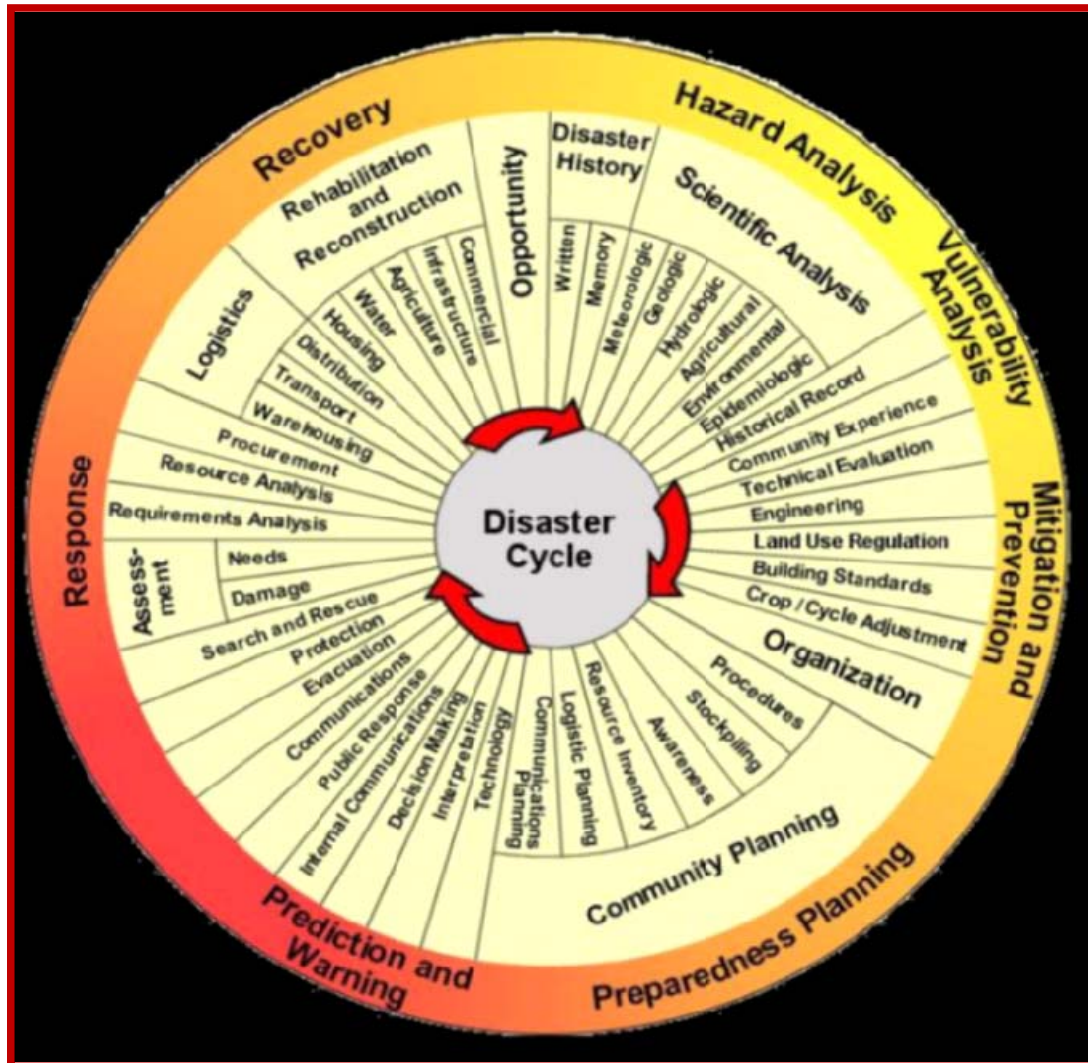 Disaster
Cycle
Hazard Analysis
Vulnerability
Analysis
Mitigation and
Prevention
Preparedness Planning
Prediction and
Warning
Response
Recovery
Disaster
History
Written
Memory
Scientific Analysis
Meteorologic
Geologic
Hydrologic
Agricultural
Environmental
Epidemiologic
Historical Record
Community Experience
Technical Evaluation
Engineering
Land Use Regulation
Building Standards
Crop / Cycle Adjustment
Organization
Community Planning
Procedures
Stockpiling
Awareness
Resource Inventory
Logistic Planning
Communications
Planning
Technology
Interpretation
Decision Making
Internal Communications
Public Response
Communications
Evacuation
Protection
Search and Rescue
Assess-
ment
Damage
Needs
Requirements Analysis
Resource Analysis
Procurement
Logistics
Warehousing
Transport
Distribution
Rehabilitation
and
Reconstruction
Housing
Water
Agriculture
Infrastructure
Commercial
Opportunity